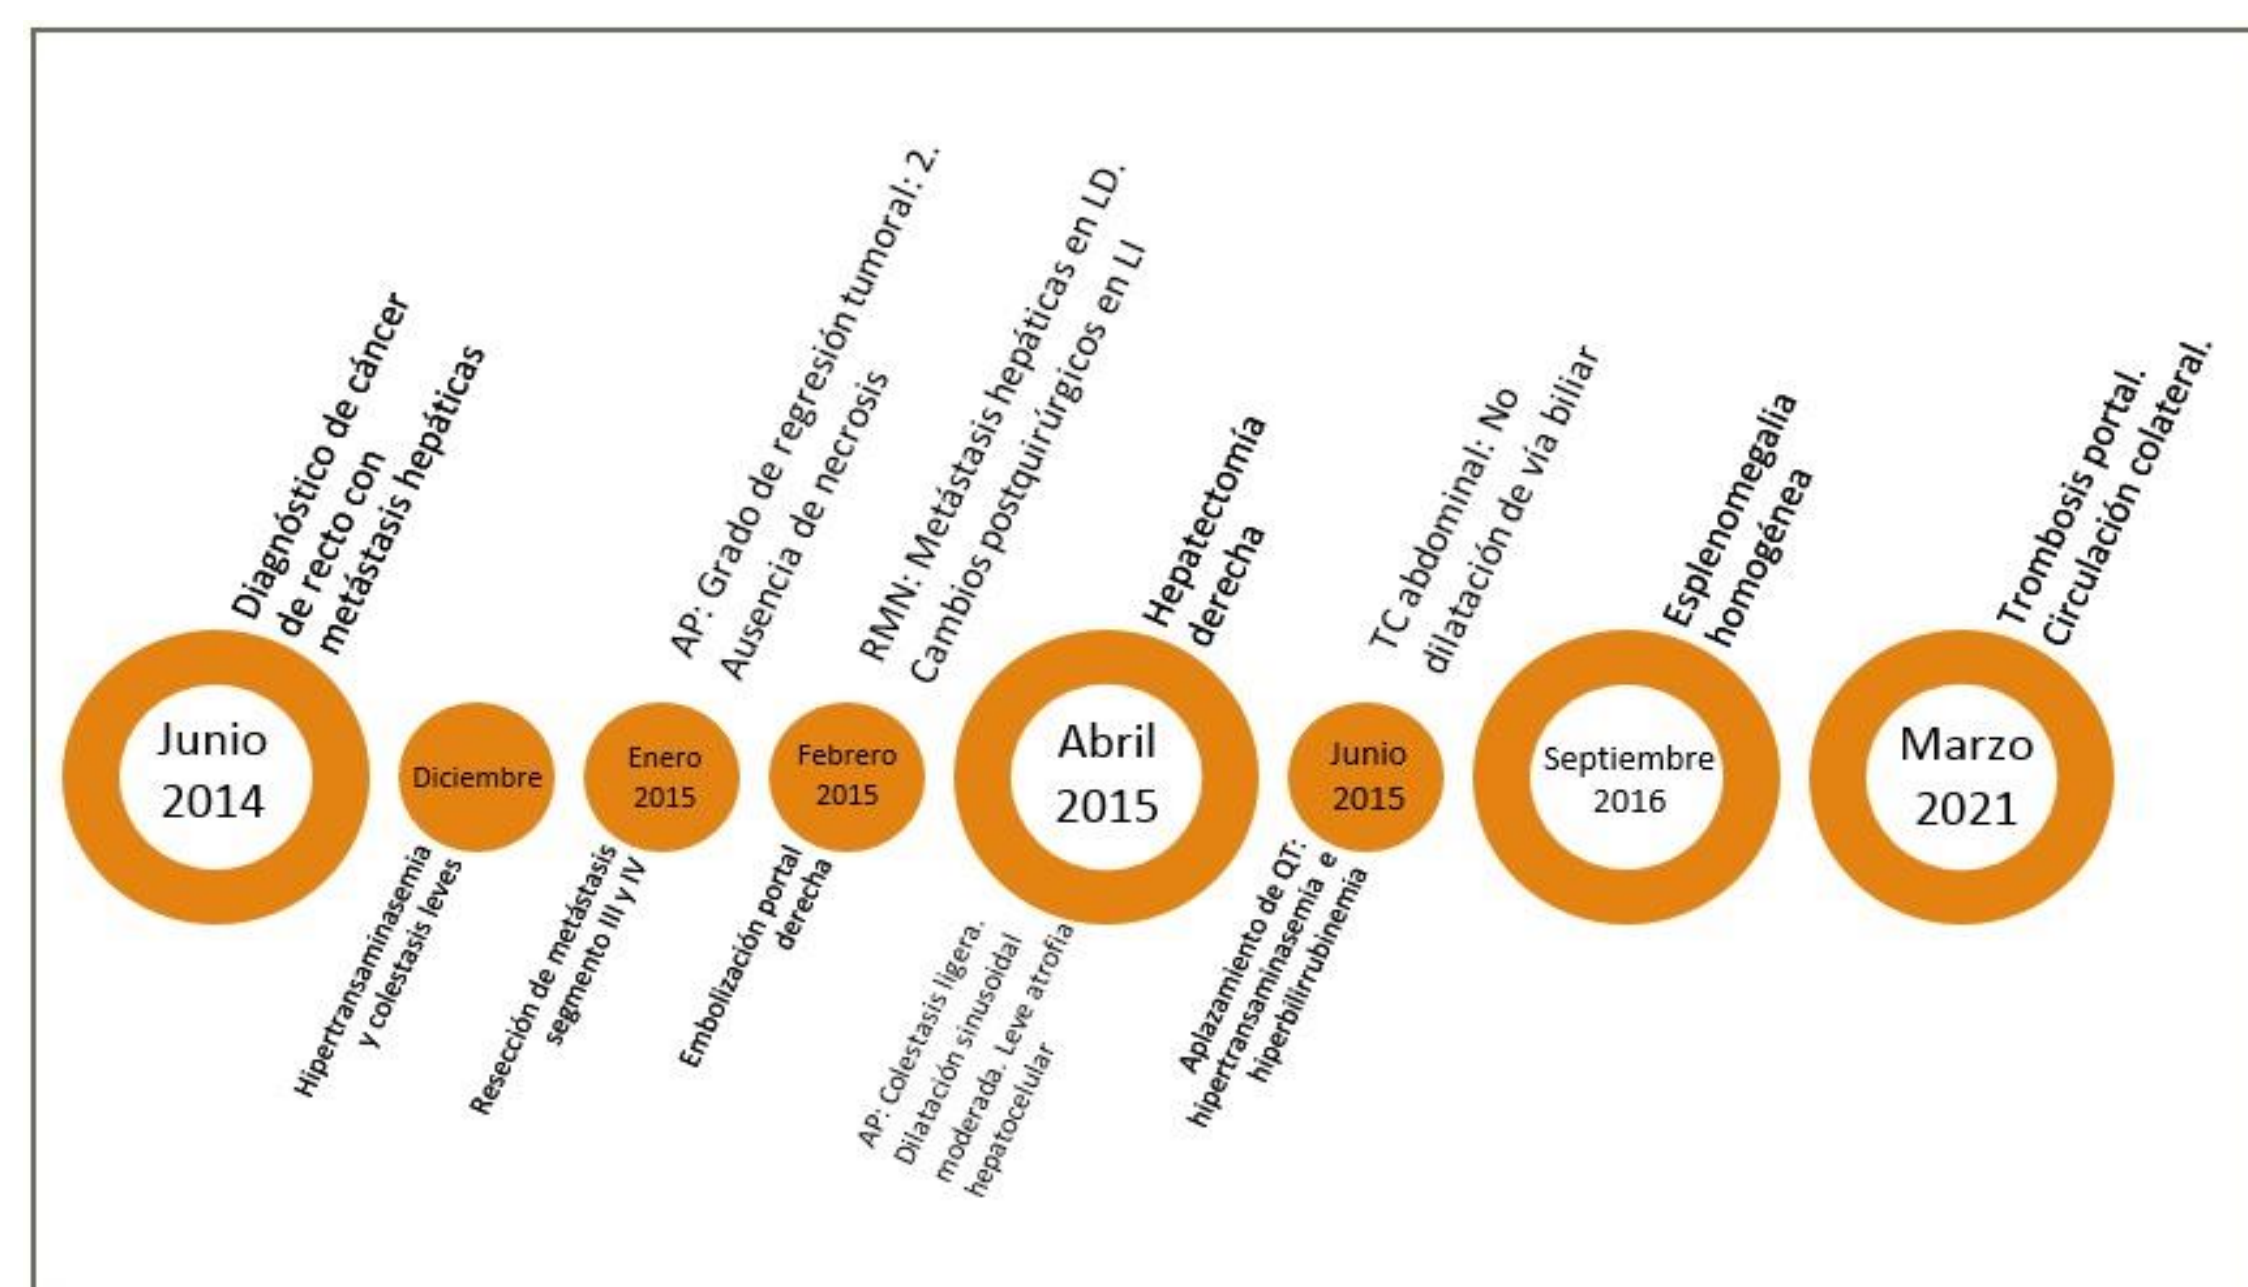 Junio
2014
Diagnóstico de cáncer
de recto con
metástasis hepáticas
Diciembre
Hipertransaminasemia
y colestasis leves
Enero
2015
AP: Grado de regresión tumoral: 2.
Ausencia de necrosis
Resección de metástasis
segmento III y IV
Febrero
2015
RMN: Metástasis hepáticas en LD.
Cambios postquirúrgicos en LI
Embolización portal
derecha
Abril
2015
Hepatectomía
derecha
AP: Colestasis ligera.
Dilatación sinusoidal
moderada. Leve atrofia
hepatocelular
Junio
2015
TC abdominal: No
dilatación de vía biliar
Aplazamiento de QT:
hipertransaminasemia e
hiperbilirrubinemia
Septiembre
2016
Esplenomegalia
homogénea
Marzo
2021
Trombosis portal.
Circulación colateral.